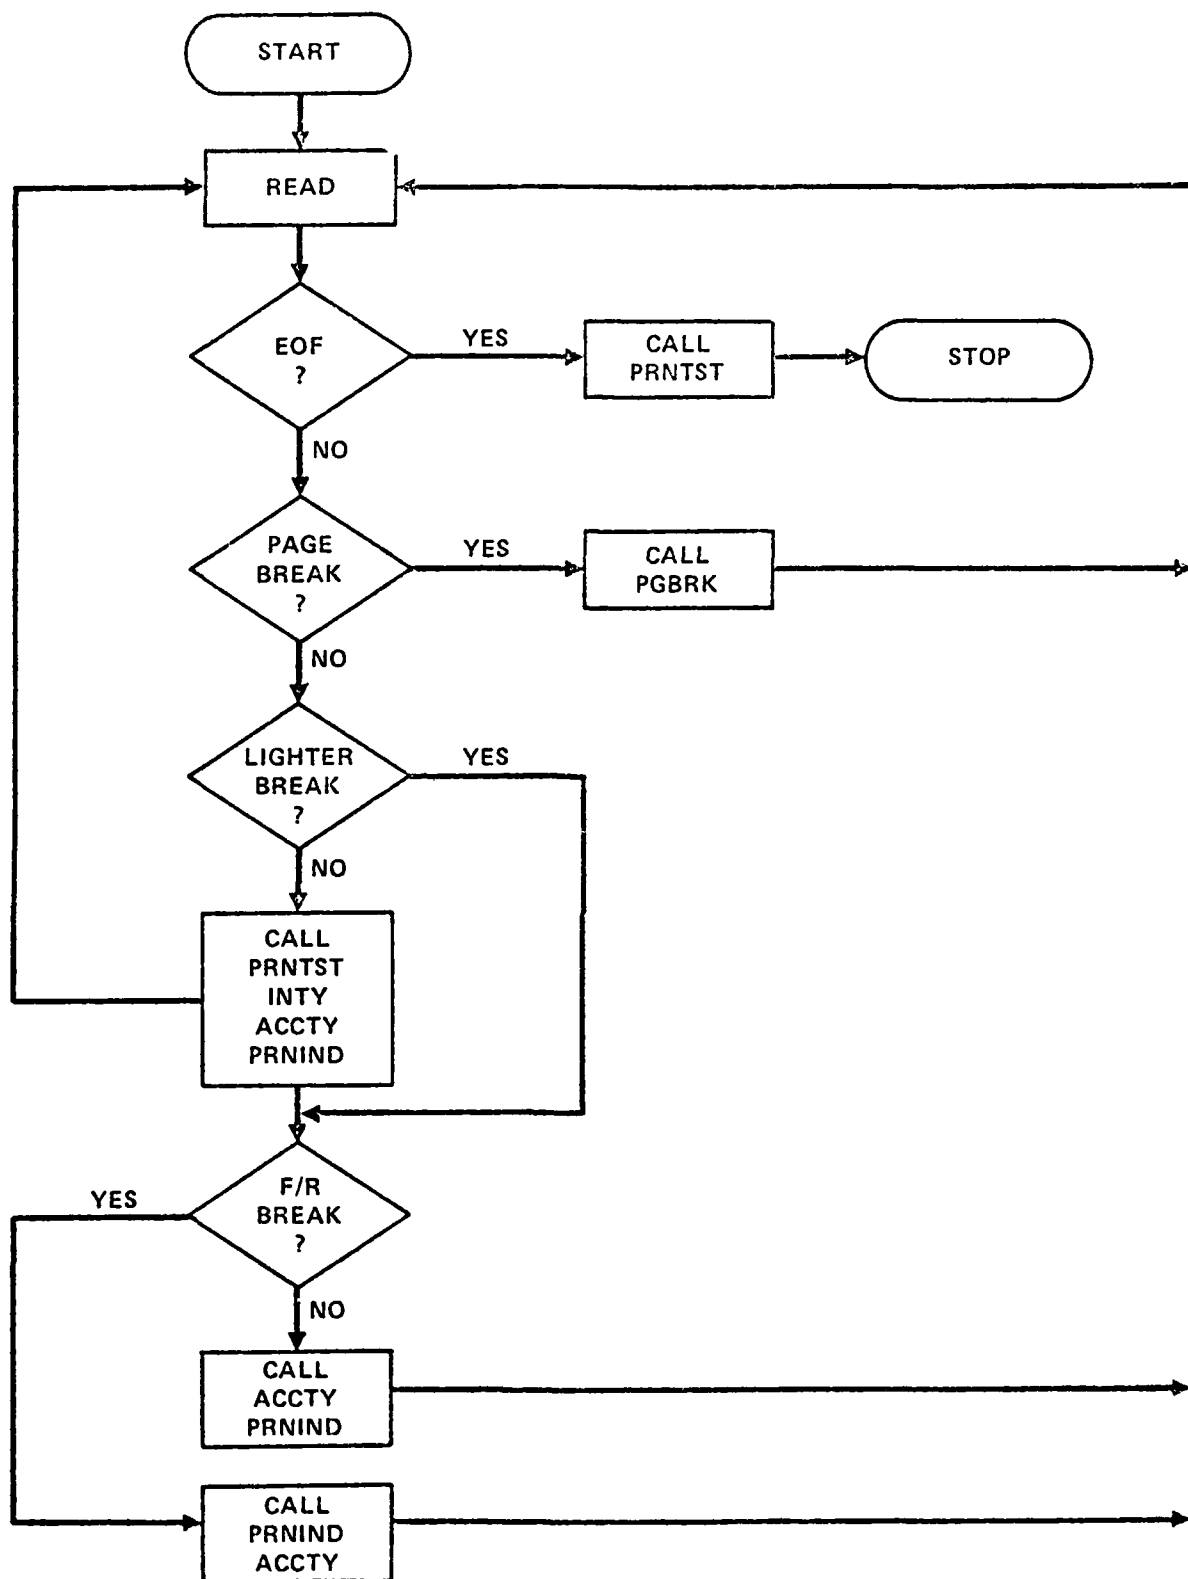 START
READ
EOF
?
YES
CALL
PRNTST
STOP
NO
PAGE
BREAK
?
YES
CALL
PGBRK
NO
LIGHTER
BREAK
?
YES
NO
CALL
PRNTST
INTY
ACCTY
PRNIND
F/R
BREAK
?
YES
NO
CALL
ACCTY
PRNIND
CALL
PRNIND
ACCTY